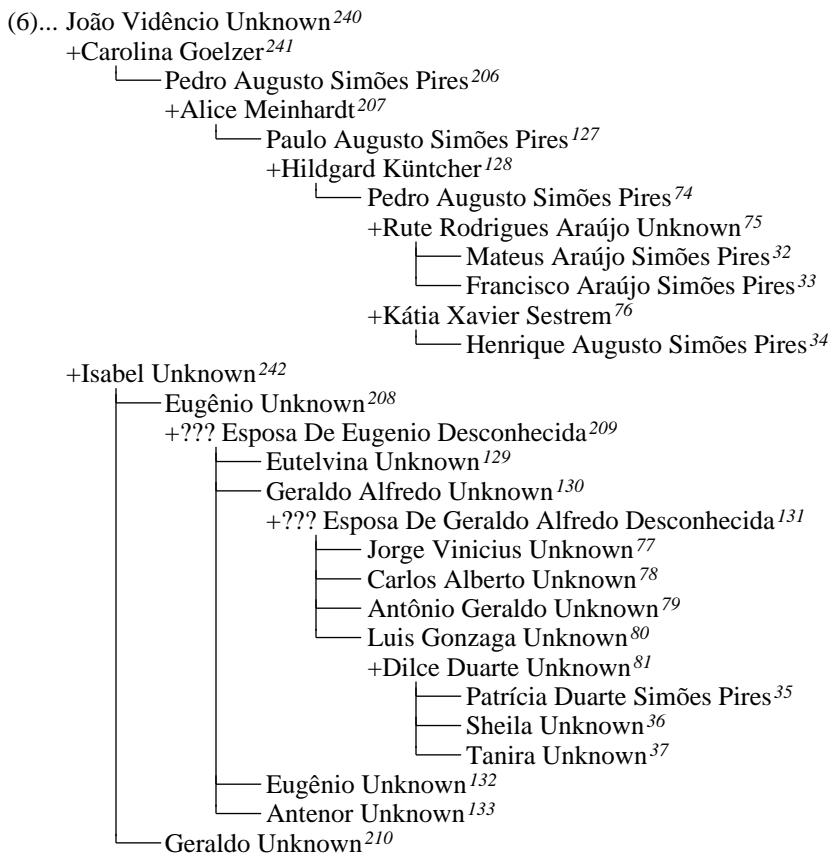 (6)... João Vidêncio Unknown240
+Carolina Goelzer241
Pedro Augusto Simões Pires206
+Alice Meinhardt207
Paulo Augusto Simões Pires127
+Hildgard Küntcher128
Pedro Augusto Simões Pires74
+Rute Rodrigues Araújo Unknown75
Mateus Araújo Simões Pires32
Francisco Araújo Simões Pires33
+Kátia Xavier Sestrem76
Henrique Augusto Simões Pires34
+Isabel Unknown242
Eugênio Unknown208
+??? Esposa De Eugenio Desconhecida209
Eutelvina Unknown129
Geraldo Alfredo Unknown130
+??? Esposa De Geraldo Alfredo Desconhecida131
Jorge Vinicius Unknown77
Carlos Alberto Unknown78
Antônio Geraldo Unknown79
Luis Gonzaga Unknown80
+Dilce Duarte Unknown81
Patrícia Duarte Simões Pires35
Sheila Unknown36
Tanira Unknown37
Eugênio Unknown132
Antenor Unknown133
Geraldo Unknown210